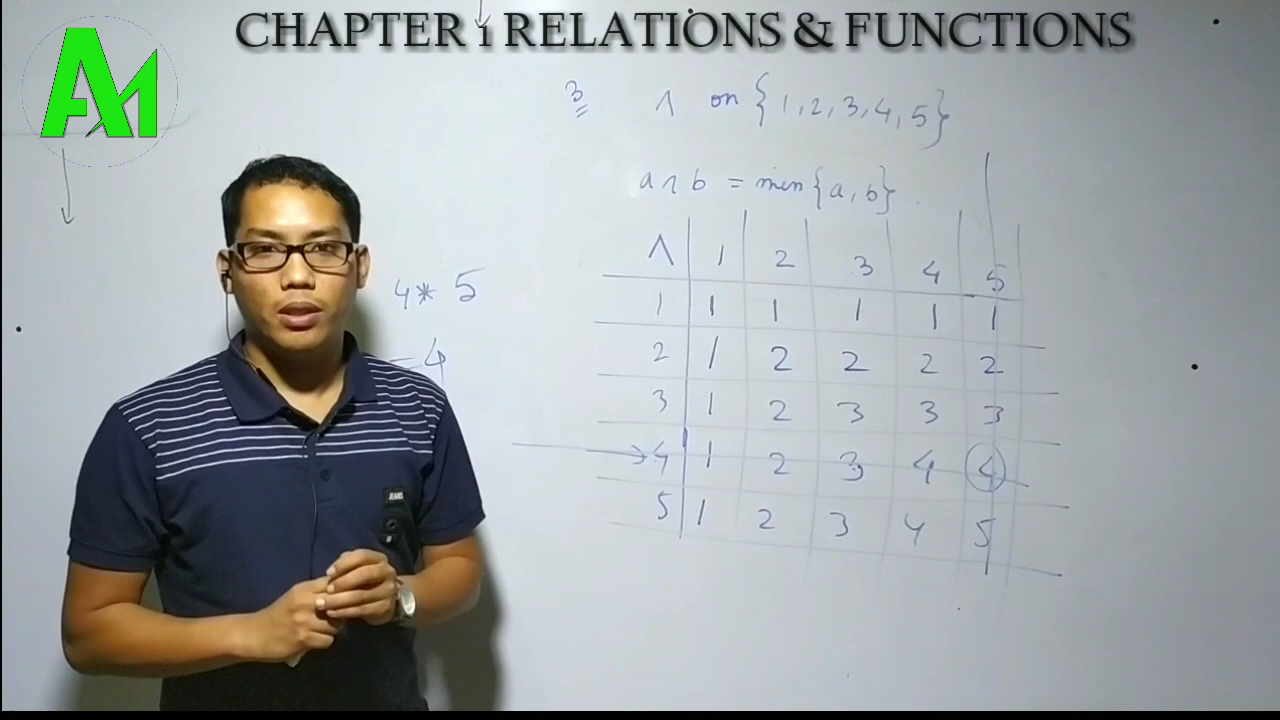 CHAPTER 1 RELATIONS & FUNCTIONS
AM
3 ∧ on {1, 2, 3, 4, 5}
a ∧ b = min {a, b}.
4 * 5
= 4
∧ 1 2 3 4 5
1 1 1 1 1 1
2 1 2 2 2 2
3 1 2 3 3 3
4 1 2 3 4 4
5 1 2 3 4 5
JEANS